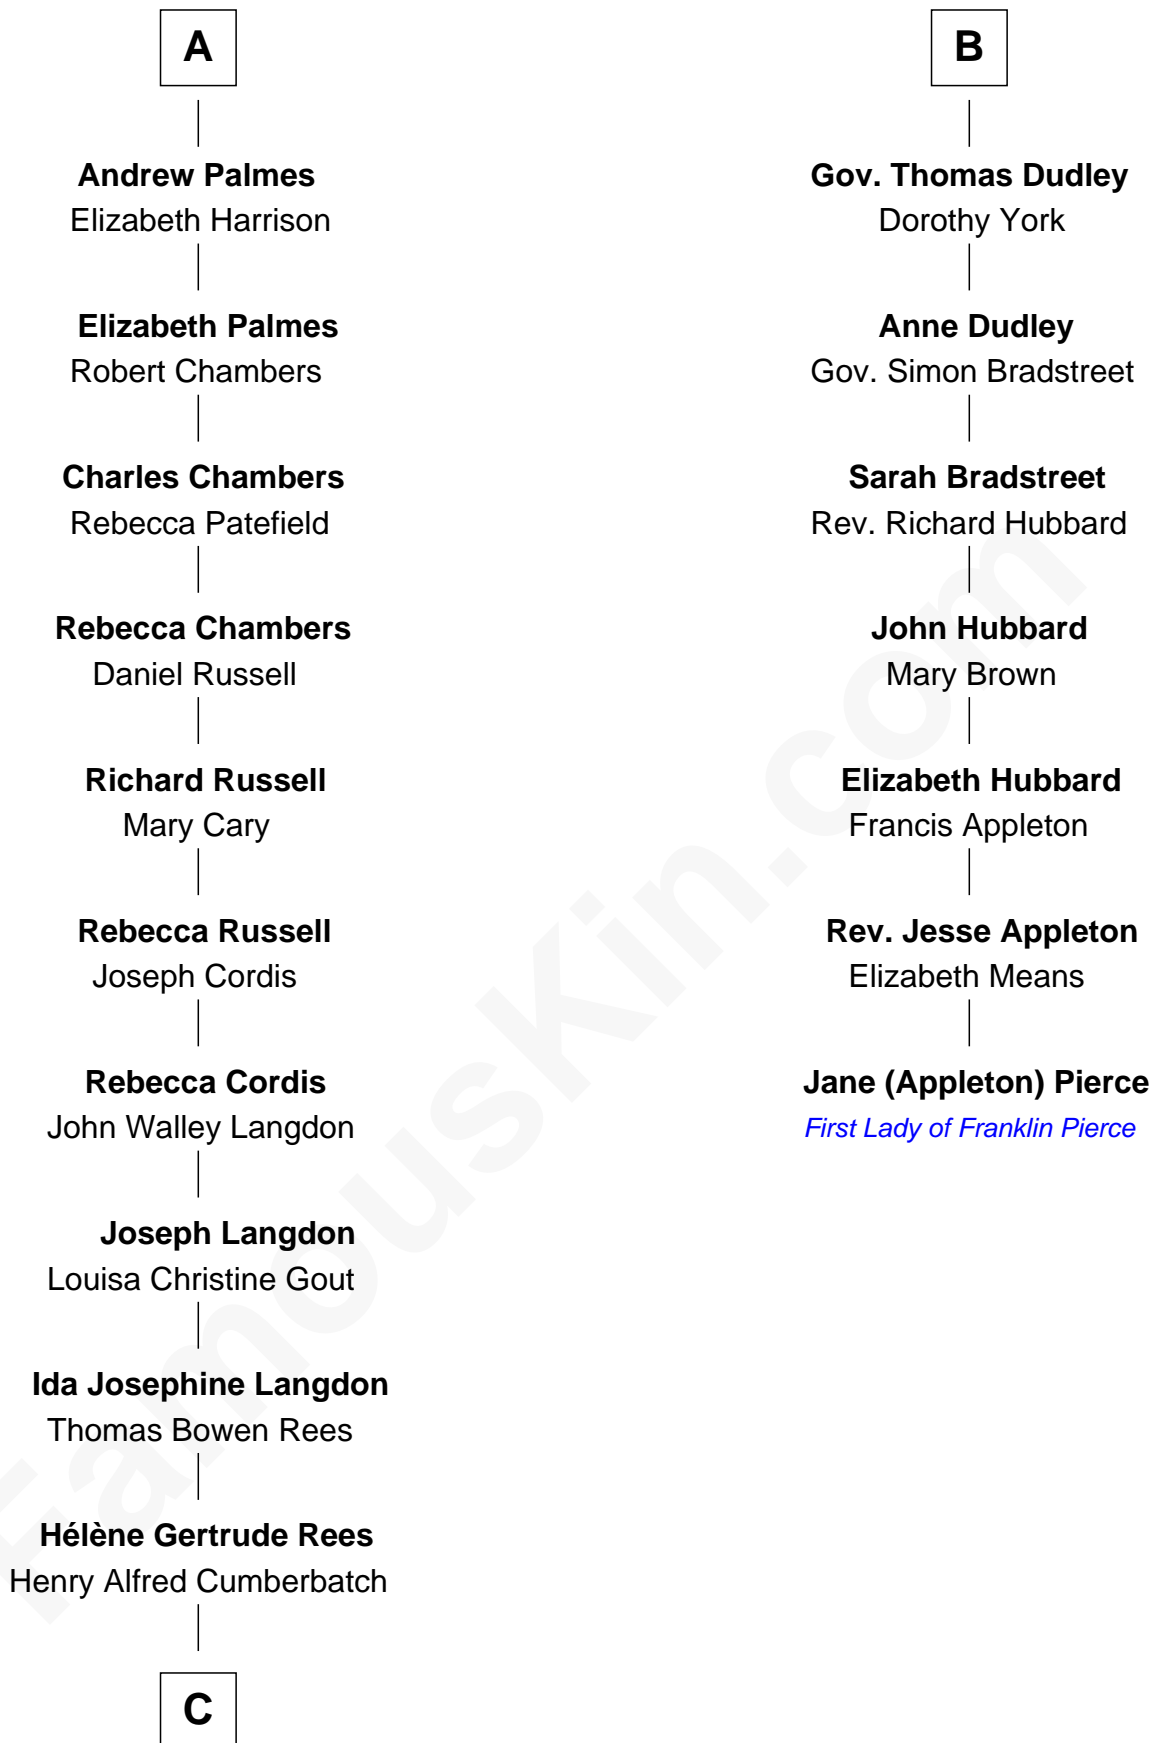 A
Andrew Palmes
Elizabeth Harrison
Elizabeth Palmes
Robert Chambers
Charles Chambers
Rebecca Patefield
Rebecca Chambers
Daniel Russell
Richard Russell
Mary Cary
Rebecca Russell
Joseph Cordis
Rebecca Cordis
John Walley Langdon
Joseph Langdon
Louisa Christine Gout
Ida Josephine Langdon
Thomas Bowen Rees
Hélène Gertrude Rees
Henry Alfred Cumberbatch
C
B
Gov. Thomas Dudley
Dorothy York
Anne Dudley
Gov. Simon Bradstreet
Sarah Bradstreet
Rev. Richard Hubbard
John Hubbard
Mary Brown
Elizabeth Hubbard
Francis Appleton
Rev. Jesse Appleton
Elizabeth Means
Jane (Appleton) Pierce
First Lady of Franklin Pierce
FamousKin.com